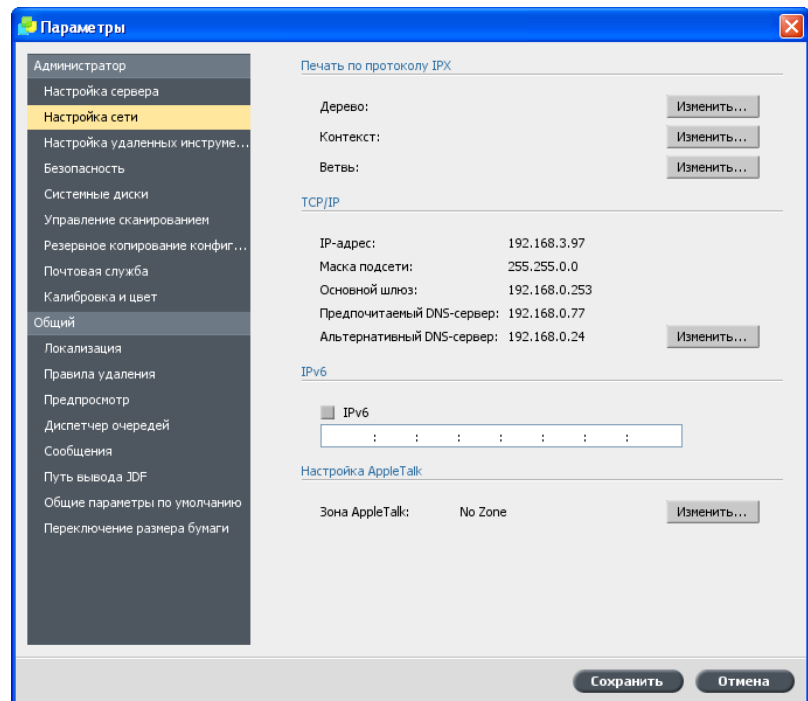 Параметры
Администратор
Настройка сервера
Настройка сети
Настройка удаленных инструме...
Безопасность
Системные диски
Управление сканированием
Резервное копирование конфиг...
Почтовая служба
Калибровка и цвет
Общий
Локализация
Правила удаления
Предпросмотр
Диспетчер очередей
Сообщения
Путь вывода JDF
Общие параметры по умолчанию
Переключение размера бумаги
Печать по протоколу IPX
Дерево: Изменить...
Контекст: Изменить...
Ветвь: Изменить...
TCP/IP
IP-адрес: 192.168.3.97
Маска подсети: 255.255.0.0
Основной шлюз: 192.168.0.253
Предпочитаемый DNS-сервер: 192.168.0.77
Альтернативный DNS-сервер: 192.168.0.24 Изменить...
IPv6
IPv6
: : : : : : :
Настройка AppleTalk
Зона AppleTalk: No Zone Изменить...
Сохранить Отмена